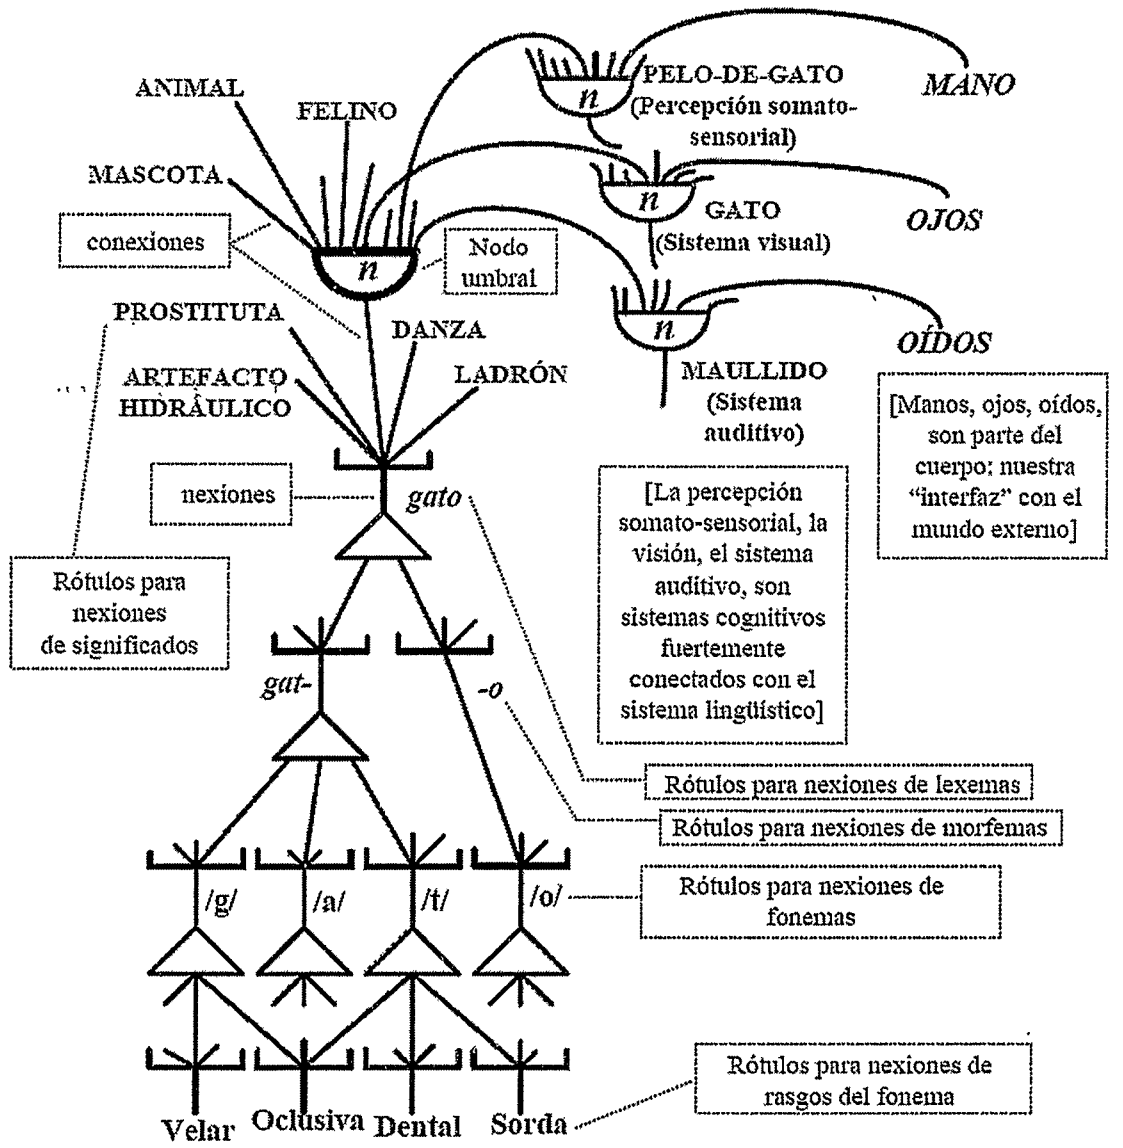 ANIMAL
FELINO
MASCOTA
conexiones
n
Nodo
umbral
n
PELO-DE-GATO
(Percepción somato-
sensorial)
MANO
n
GATO
(Sistema visual)
OJOS
n
MAULLIDO
(Sistema
auditivo)
OÍDOS
PROSTITUTA
DANZA
ARTEFACTO
HIDRÁULICO
LADRÓN
[Manos, ojos, oídos,
son parte del
cuerpo; nuestra
“interfaz” con el
mundo externo]
nexiones
gato
[La percepción
somato-sensorial, la
visión, el sistema
auditivo, son
sistemas cognitivos
fuertemente
conectados con el
sistema lingüístico]
Rótulos para
nexiones
de significados
gat-
-o
Rótulos para nexiones de lexemas
Rótulos para nexiones de morfemas
/g/
/a/
/t/
/o/
Rótulos para nexiones de
fonemas
Rótulos para nexiones de
rasgos del fonema
Velar
Oclusiva
Dental
Sorda